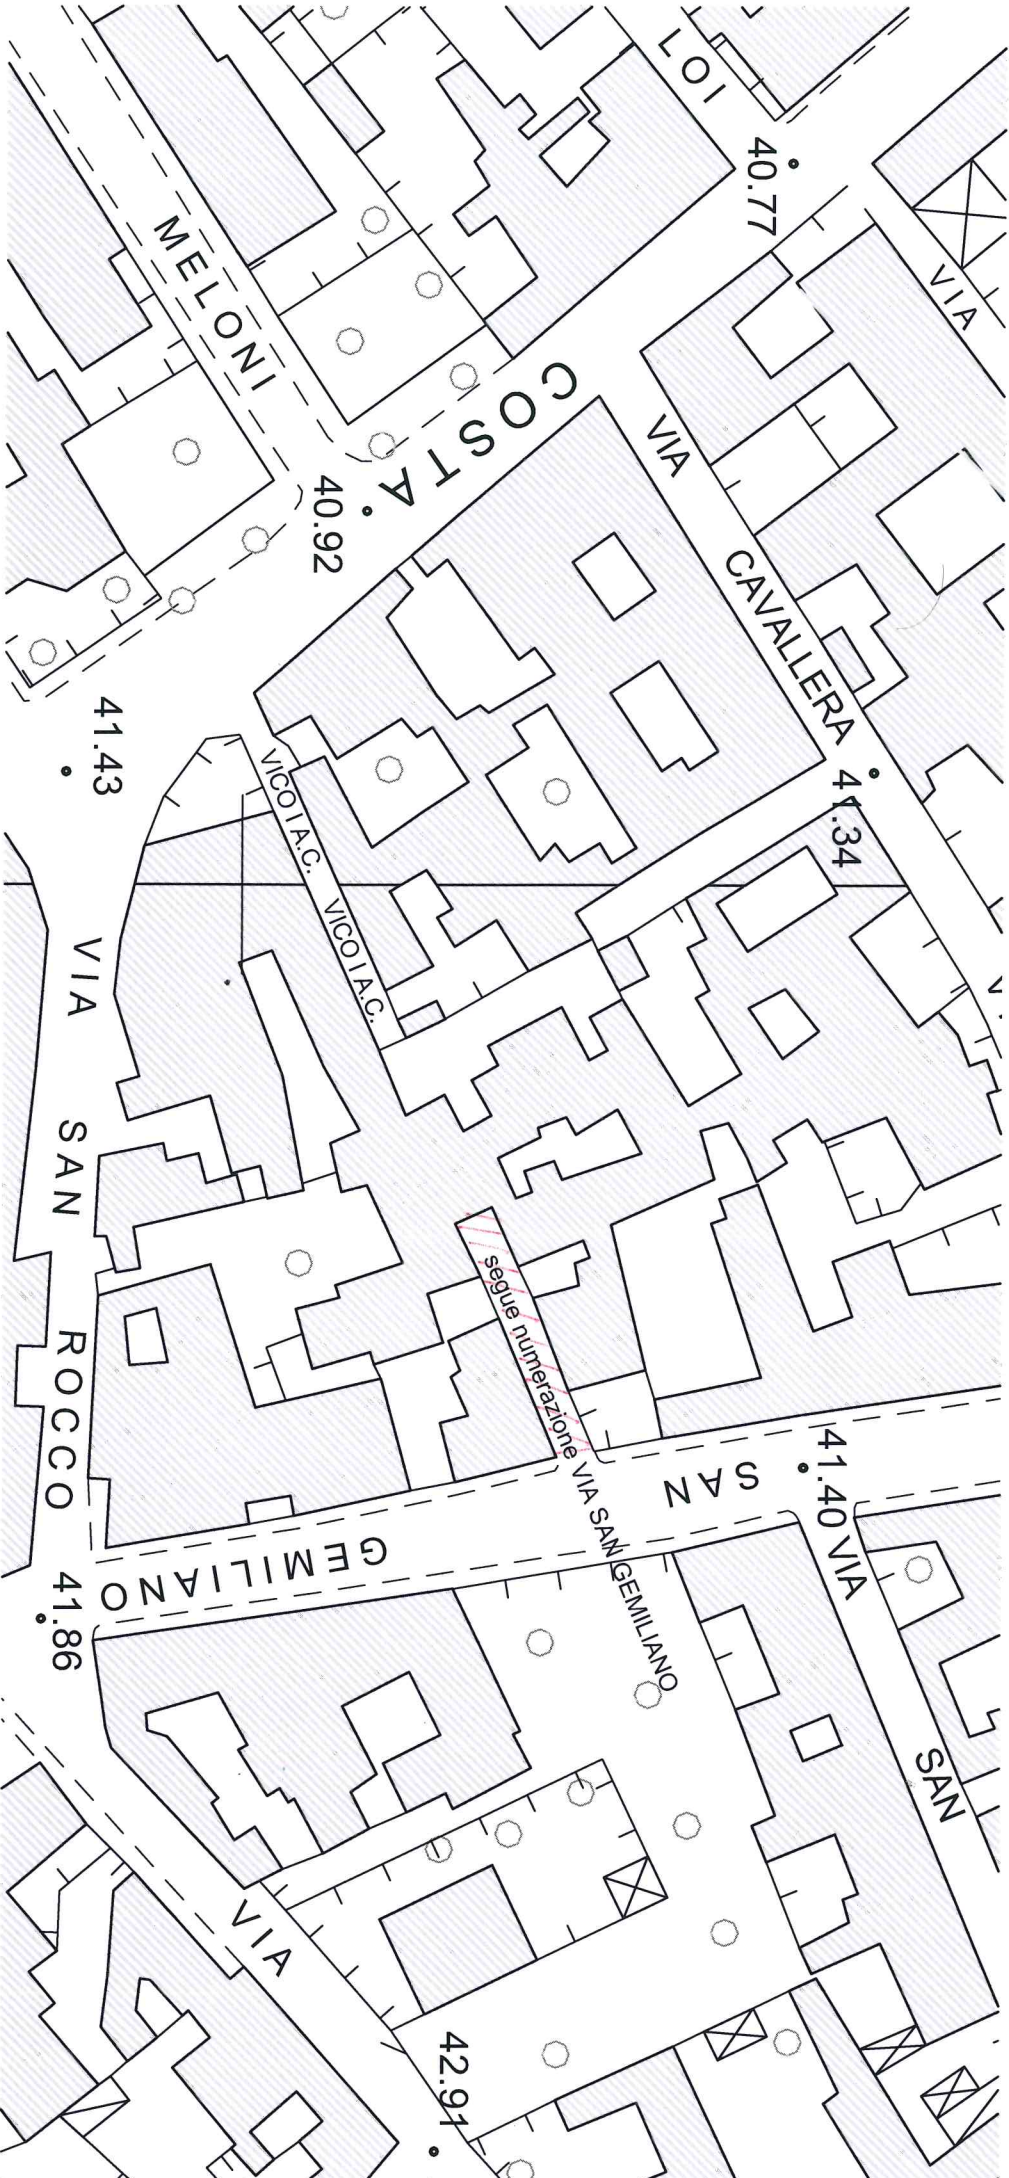 LOI
40.77
VIA
MELONI
COSTA
VIA CAVALLERA
40.92
41.43
41.34
VICO I A.C.
VICO I A.C.
VIA SAN ROCCO
segue numerazione VIA SAN GEMILIANO
SAN GEMILIANO
41.40
VIA SAN
41.86
VIA
42.91